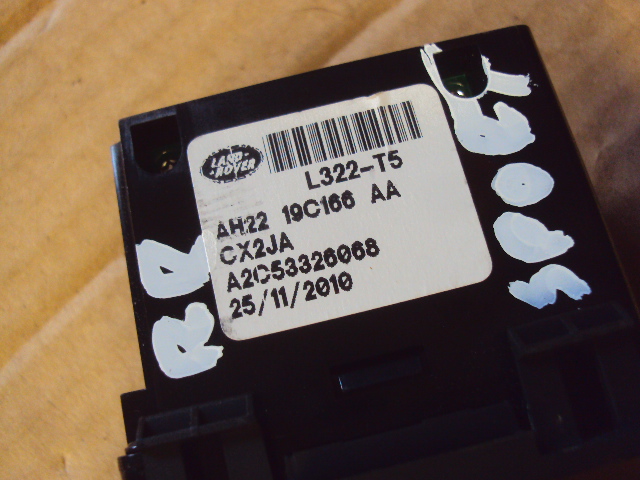 LAND-
ROVER
L322-T5
AH22 19C166 AA
CX2JA
A2C53326068
25/11/2010
RR
SPORT